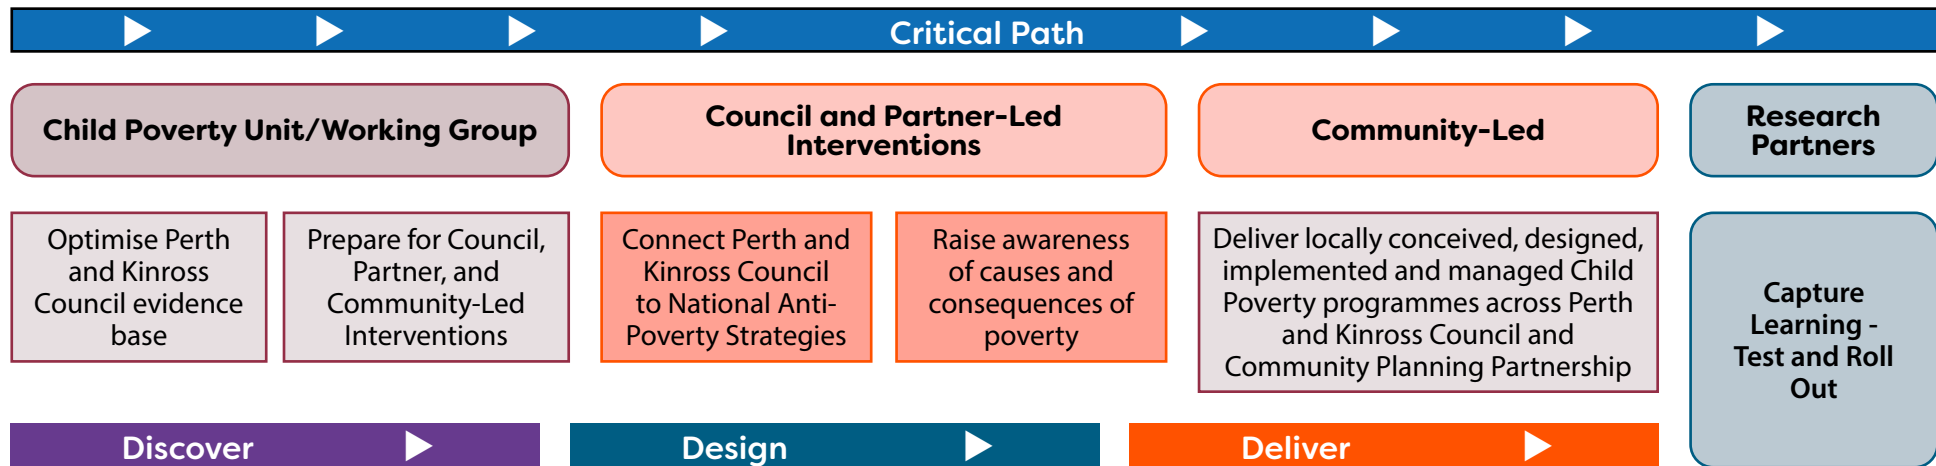 Critical Path
Child Poverty Unit/Working Group
Council and Partner-Led
Interventions
Community-Led
Research
Partners
Optimise Perth
and Kinross
Council evidence
base
Prepare for Council,
Partner, and
Community-Led
Interventions
Connect Perth and
Kinross Council
to National Anti-
Poverty Strategies
Raise awareness
of causes and
consequences of
poverty
Deliver locally conceived, designed,
implemented and managed Child
Poverty programmes across Perth
and Kinross Council and
Community Planning Partnership
Capture
Learning -
Test and Roll
Out
Discover
Design
Deliver